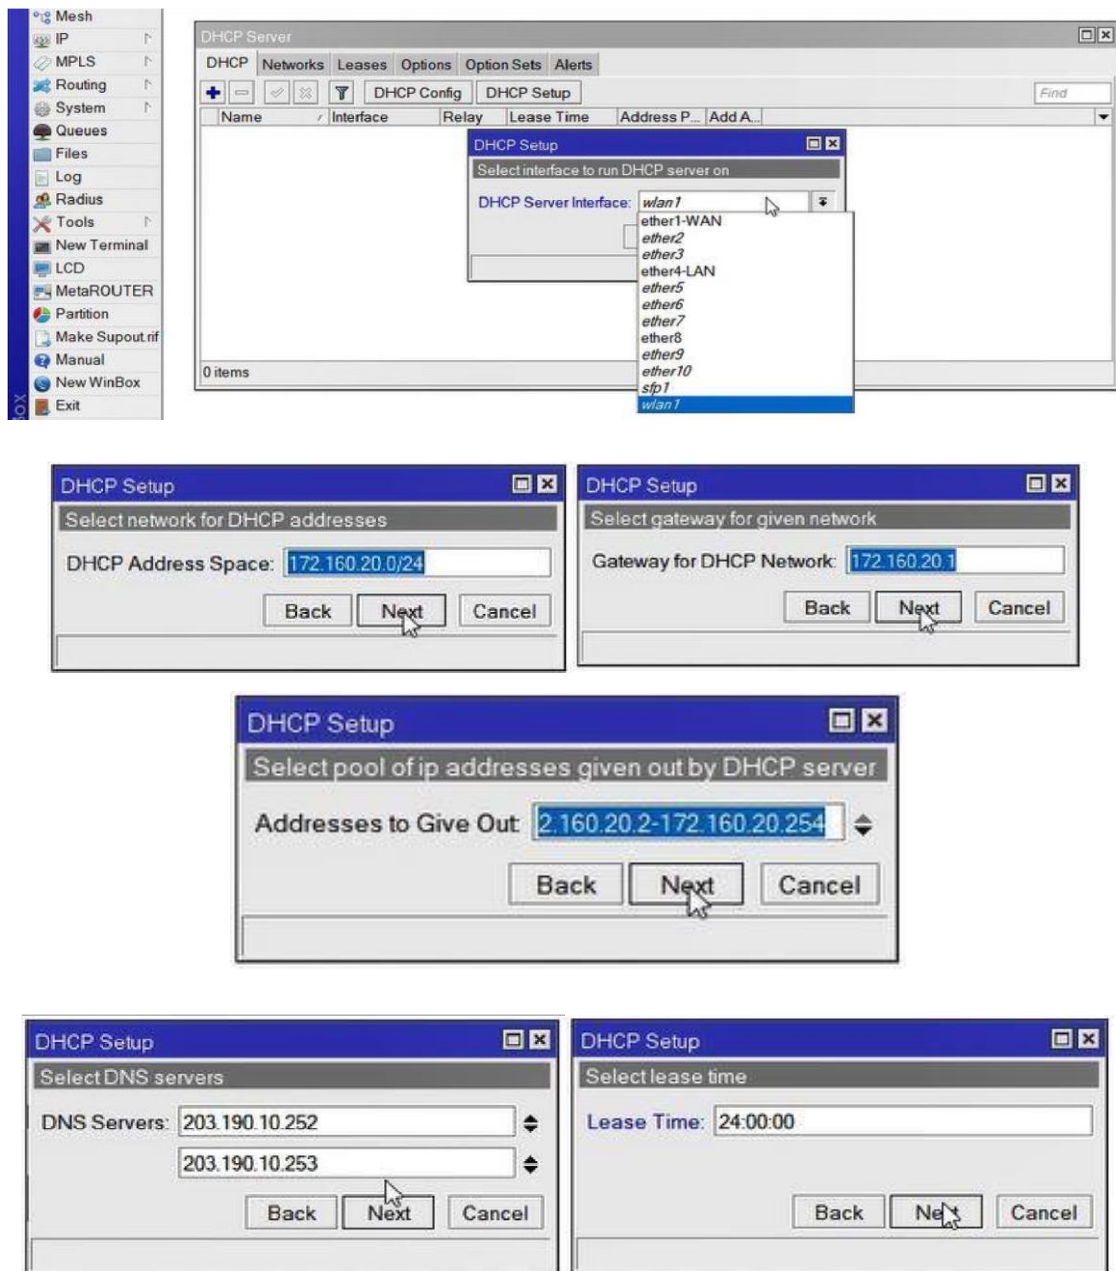 Mesh
IP
MPLS
Routing
System
Queues
Files
Log
Radius
Tools
New Terminal
LCD
MetaROUTER
Partition
Make Supout.rif
Manual
New WinBox
Exit
DHCP Server
DHCP Networks Leases Options Option Sets Alerts
DHCP Config DHCP Setup Find
Name / Interface Relay Lease Time Address P... Add A...
DHCP Setup
Select interface to run DHCP server on
DHCP Server Interface: wlan1
ether1-WAN
ether2
ether3
ether4-LAN
ether5
ether6
ether7
ether8
ether9
ether10
sfp1
wlan1
0 items
DHCP Setup
Select network for DHCP addresses
DHCP Address Space: 172.160.20.0/24
Back Next Cancel
DHCP Setup
Select gateway for given network
Gateway for DHCP Network: 172.160.20.1
Back Next Cancel
DHCP Setup
Select pool of ip addresses given out by DHCP server
Addresses to Give Out: 2.160.20.2-172.160.20.254
Back Next Cancel
DHCP Setup
Select DNS servers
DNS Servers: 203.190.10.252
203.190.10.253
Back Next Cancel
DHCP Setup
Select lease time
Lease Time: 24:00:00
Back Next Cancel